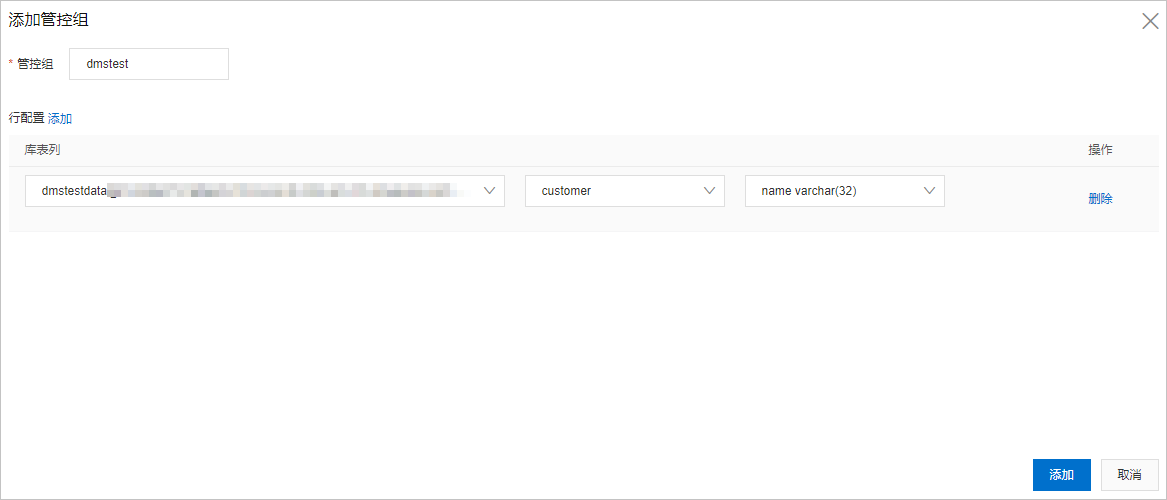 添加管控组
* 管控组 dmstest
行配置 添加
库表列 操作
dmstestdata customer name varchar(32) 删除
添加 取消